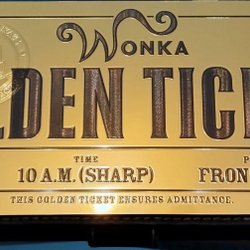 WONKA
LDEN TICK
TIME
P
10 A.M. (SHARP)
FRON
THIS GOLDEN TICKET ENSURES ADMITTANCE.